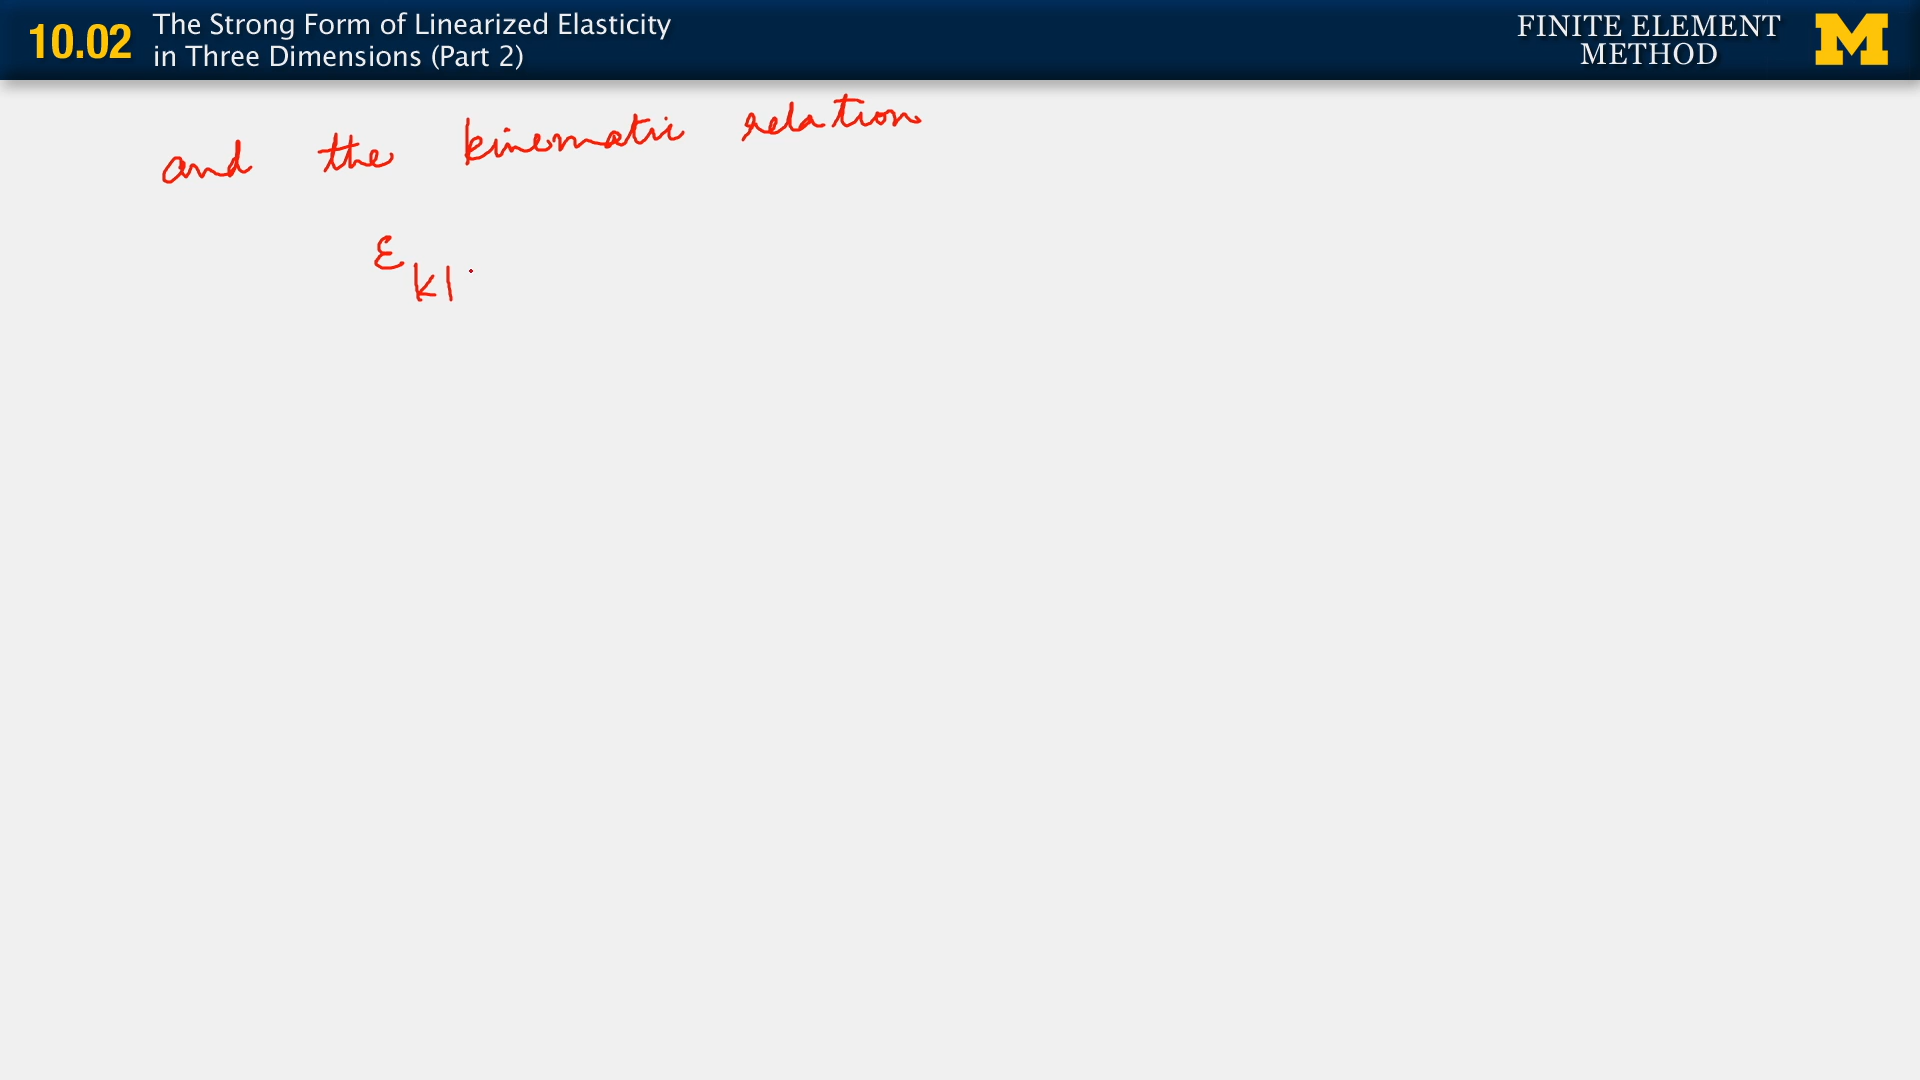 10.02
The Strong Form of Linearized Elasticity
in Three Dimensions (Part 2)
FINITE ELEMENT
METHOD
M
and the kinematic relation
ε_kl